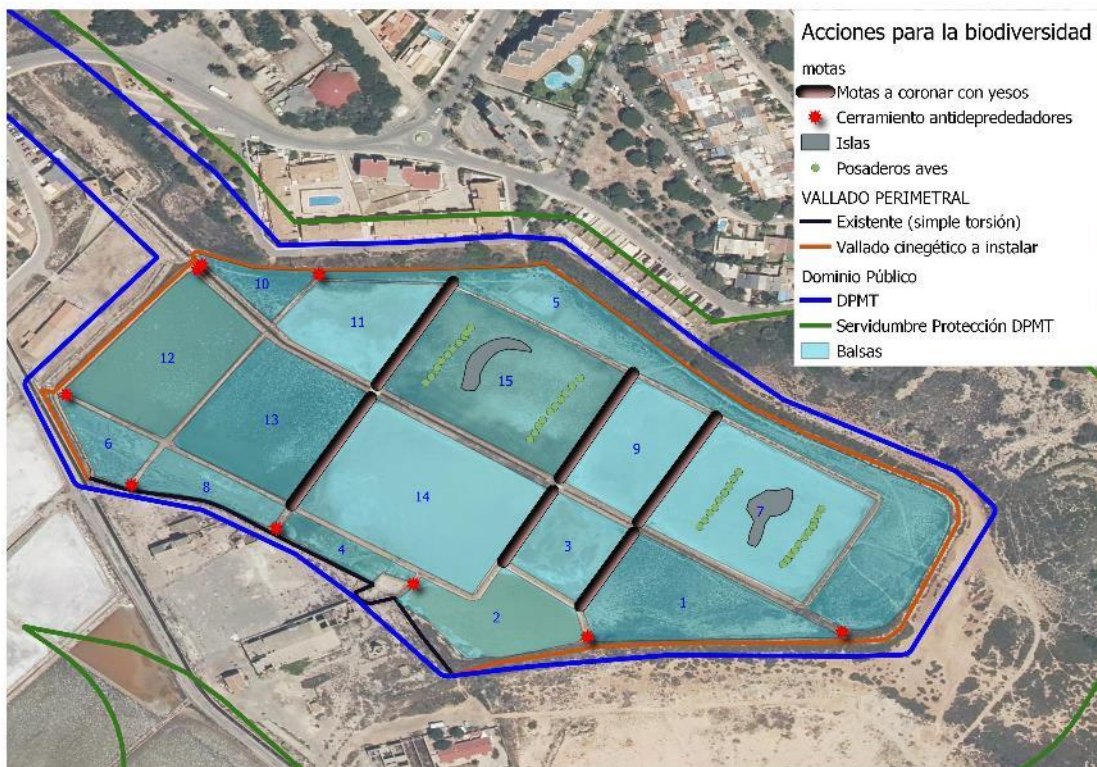 Acciones para la biodiversidad
motas
Motas a coronar con yesos
Cerramiento antideprededadores
Islas
Posaderos aves
VALLADO PERIMETRAL
Existente (simple torsión)
Vallado cinegético a instalar
Dominio Público
DPMT
Servidumbre Protección DPMT
Balsas
10
5
11
12
15
13
6
9
8
14
7
4
3
1
2